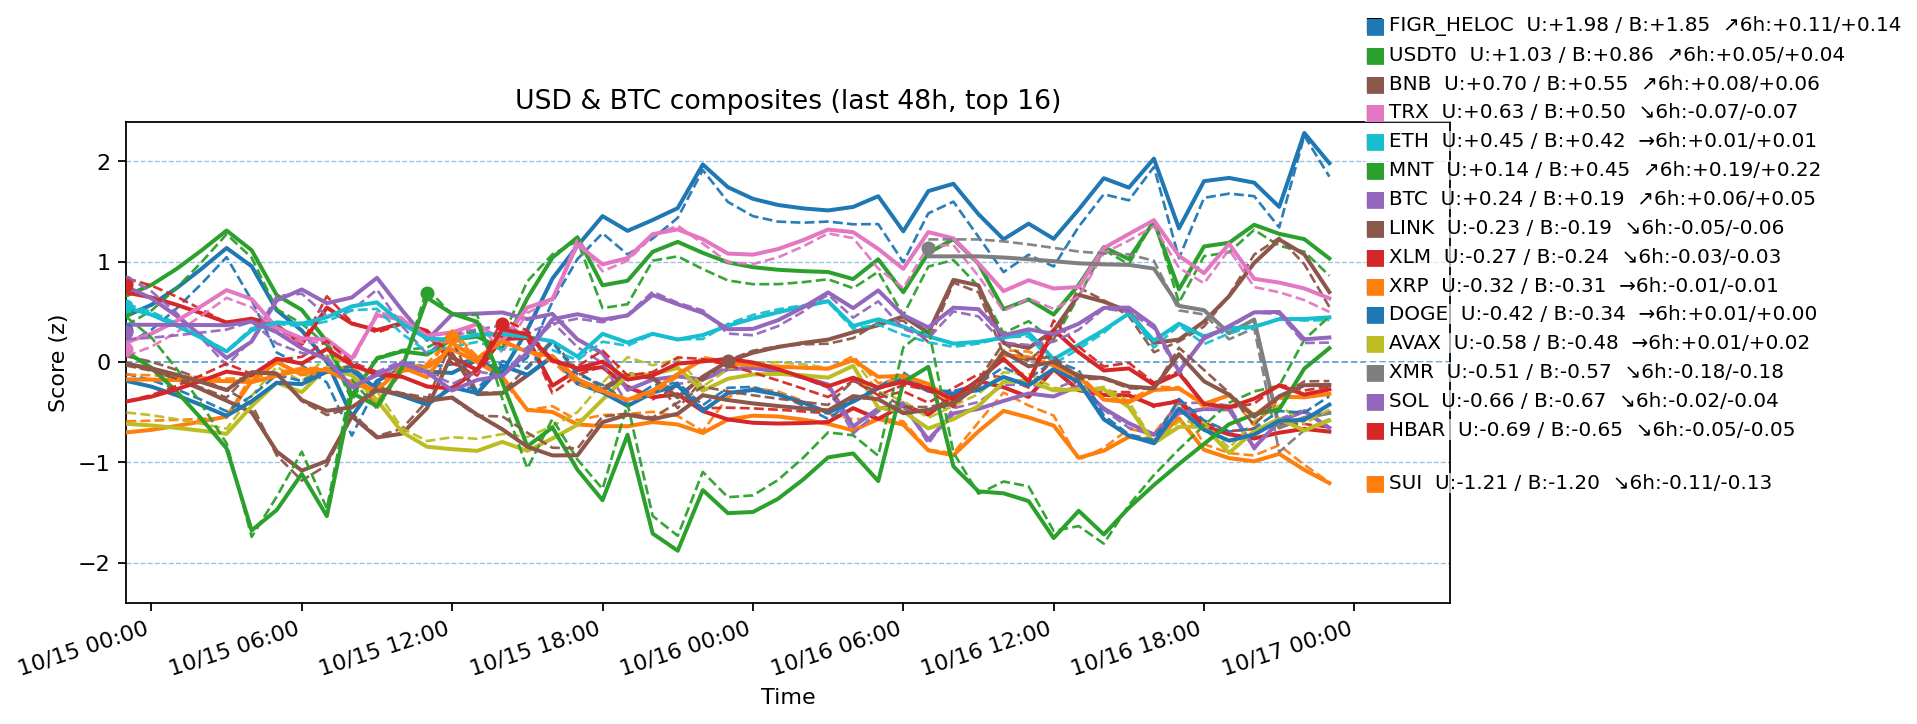 FIGR_HELOC  U:+1.98 / B:+1.85  ↗6h:+0.11/+0.14
USDT0  U:+1.03 / B:+0.86  ↗6h:+0.05/+0.04
BNB  U:+0.70 / B:+0.55  ↗6h:+0.08/+0.06
TRX  U:+0.63 / B:+0.50  ↘6h:-0.07/-0.07
ETH  U:+0.45 / B:+0.42  →6h:+0.01/+0.01
MNT  U:+0.14 / B:+0.45  ↗6h:+0.19/+0.22
BTC  U:+0.24 / B:+0.19  ↗6h:+0.06/+0.05
LINK  U:-0.23 / B:-0.19  ↘6h:-0.05/-0.06
XLM  U:-0.27 / B:-0.24  ↘6h:-0.03/-0.03
XRP  U:-0.32 / B:-0.31  →6h:-0.01/-0.01
DOGE  U:-0.42 / B:-0.34  →6h:+0.01/+0.00
AVAX  U:-0.58 / B:-0.48  →6h:+0.01/+0.02
XMR  U:-0.51 / B:-0.57  ↘6h:-0.18/-0.18
SOL  U:-0.66 / B:-0.67  ↘6h:-0.02/-0.04
HBAR  U:-0.69 / B:-0.65  ↘6h:-0.05/-0.05
SUI  U:-1.21 / B:-1.20  ↘6h:-0.11/-0.13
USD & BTC composites (last 48h, top 16)
Score (z)
2
1
0
−1
−2
10/15 00:00
10/15 06:00
10/15 12:00
10/15 18:00
10/16 00:00
10/16 06:00
10/16 12:00
10/16 18:00
10/17 00:00
Time